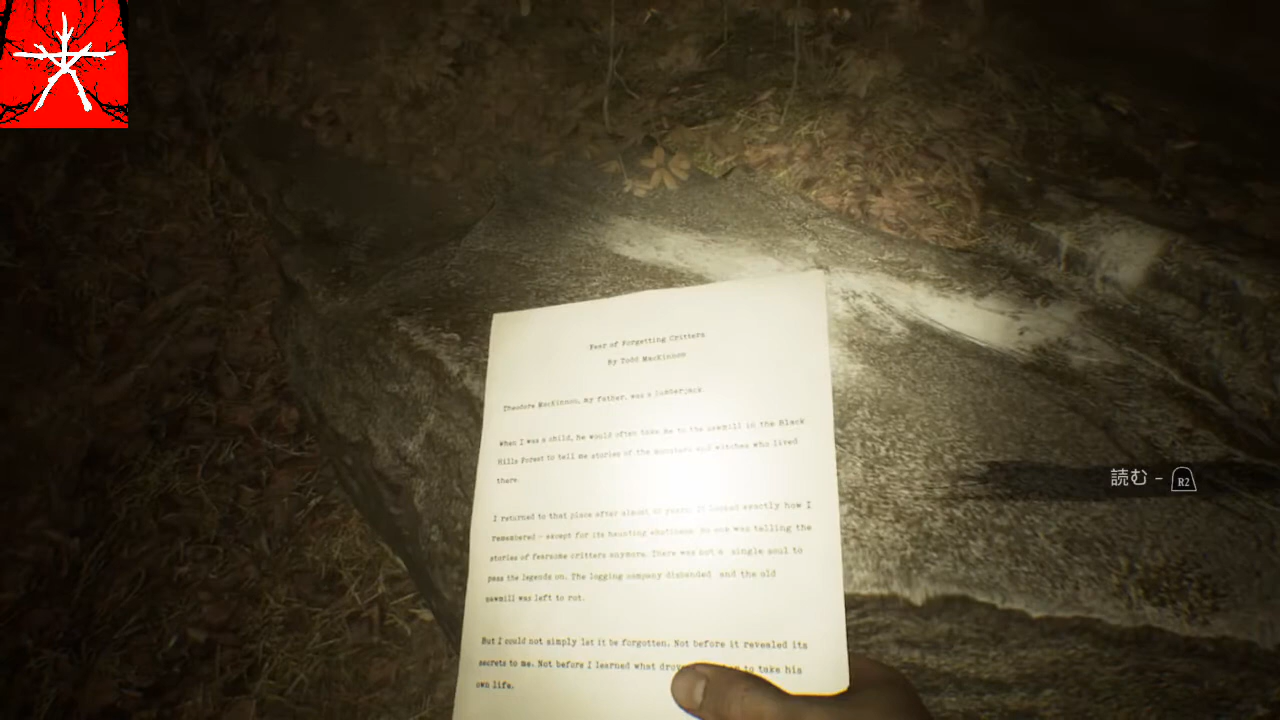 Fear of Forgetting Critters
By Todd Mackinnon
Theodore Mackinnon, my father, was a lumberjack.
When I was a child, he would often take me to the sawmill in the Black
Hills Forest to tell me stories of the monsters and witches who lived
there.
I returned to that place after almost years. It looked exactly how I
remembered - except for its haunting No one was telling the
stories of fearsome critters anymore. There was not a single soul to
pass the legends on. The logging company disbanded and the old
sawmill was left to rot.
But I could not simply let it be forgotten. Not before it revealed its
secrets to me. Not before I learned what to take his
own life.
読む - R2